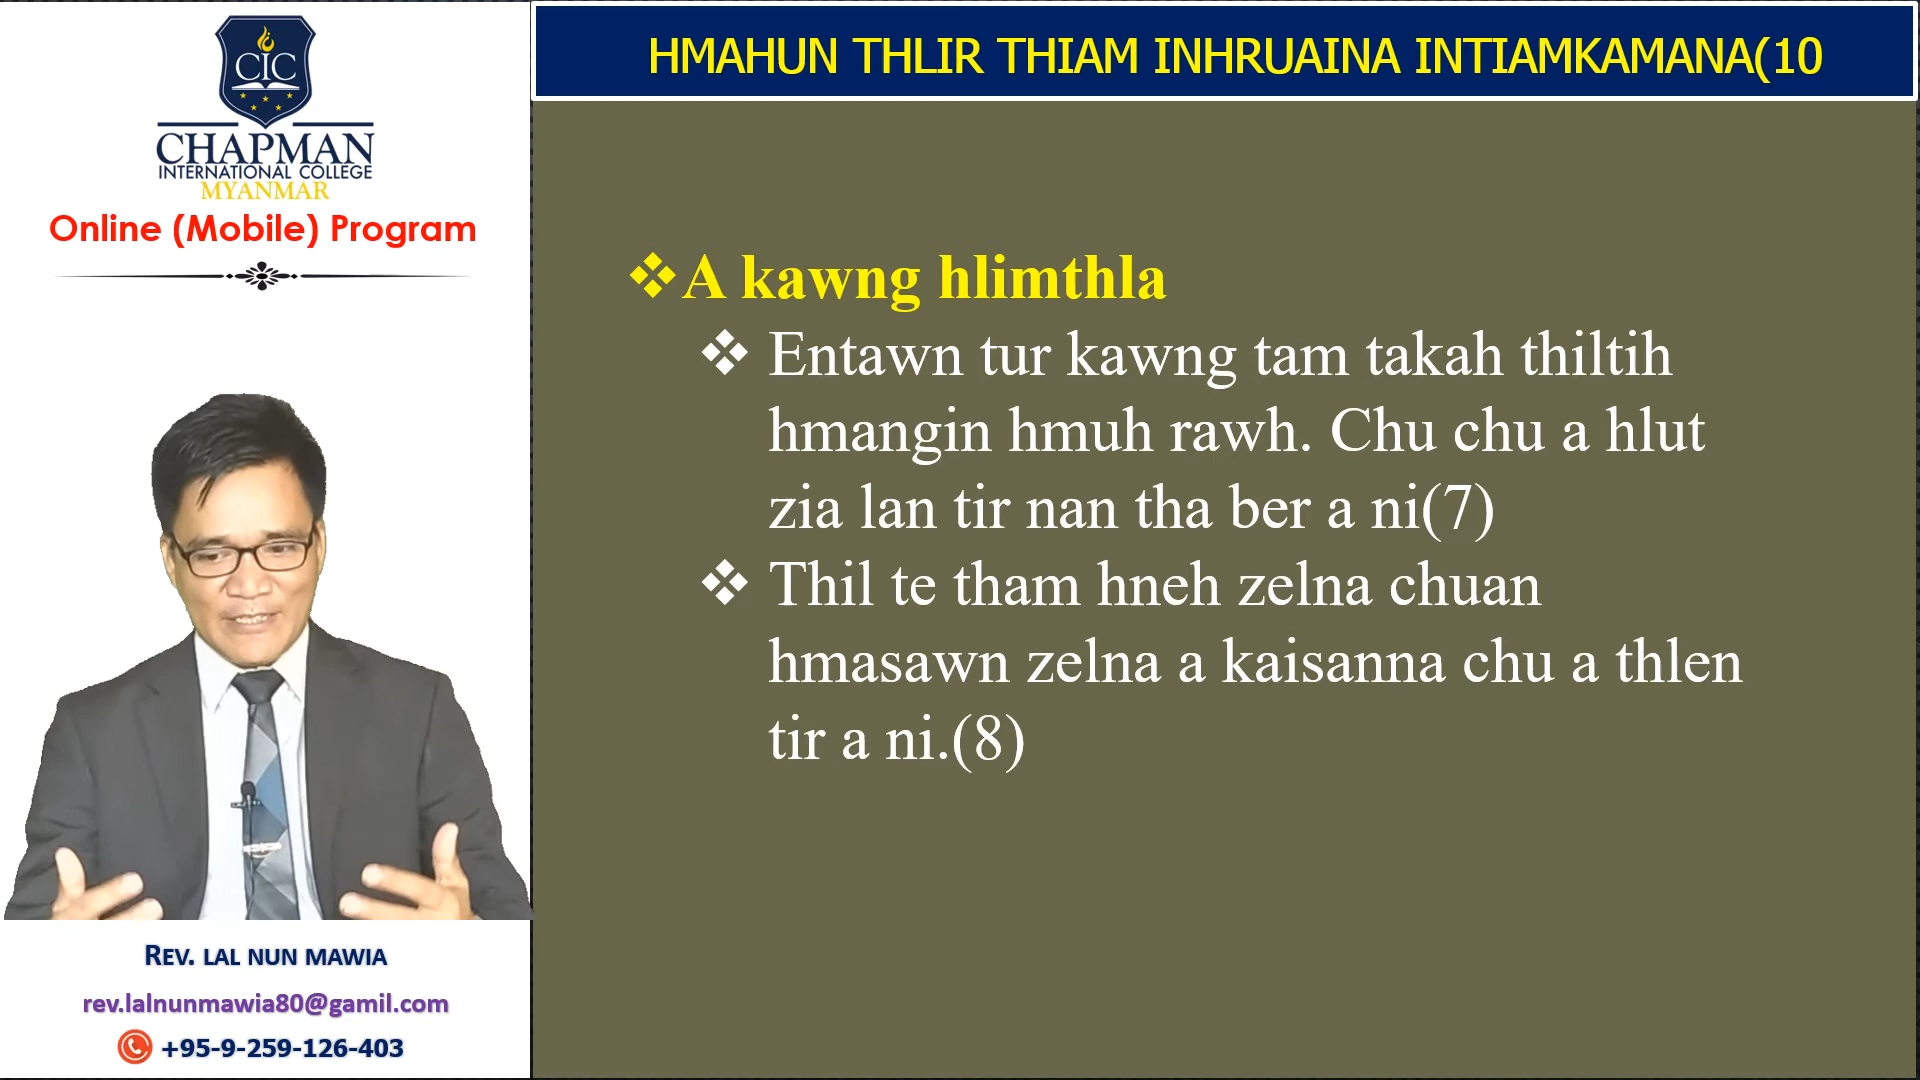 CIC
CHAPMAN
INTERNATIONAL COLLEGE
MYANMAR
Online (Mobile) Program
REV. LAL NUN MAWIA
rev.lalnunmawia80@gamil.com
+95-9-259-126-403
HMAHUN THLIR THIAM INHRUAINA INTIAMKAMANA(10
❖A kawng hlimthla
❖ Entawn tur kawng tam takah thiltih
hmangin hmuh rawh. Chu chu a hlut
zia lan tir nan tha ber a ni(7)
❖ Thil te tham hneh zelna chuan
hmasawn zelna a kaisanna chu a thlen
tir a ni.(8)